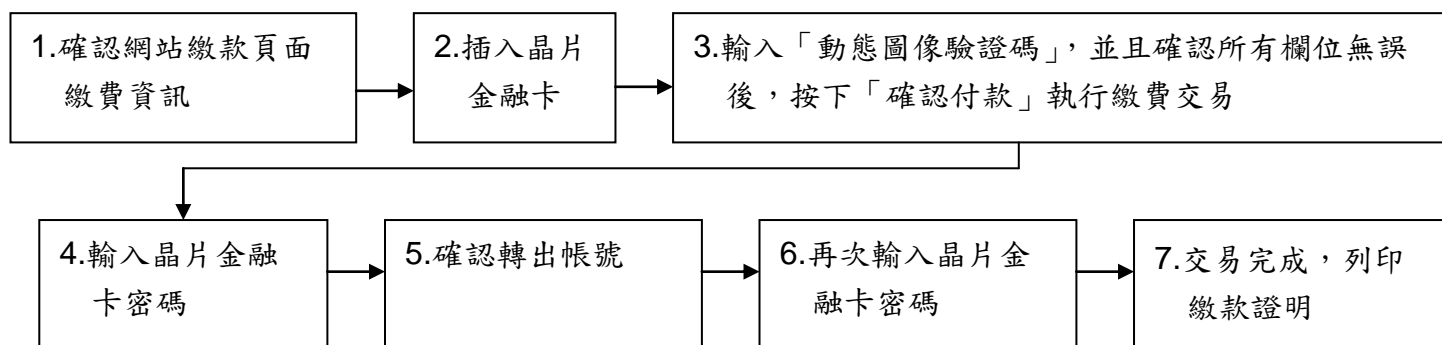 1.確認網站繳款頁面
繳費資訊
2.插入晶片
金融卡
3.輸入「動態圖像驗證碼」，並且確認所有欄位無誤
後，按下「確認付款」執行繳費交易
4.輸入晶片金融
卡密碼
5.確認轉出帳號
6.再次輸入晶片金
融卡密碼
7.交易完成，列印
繳款證明